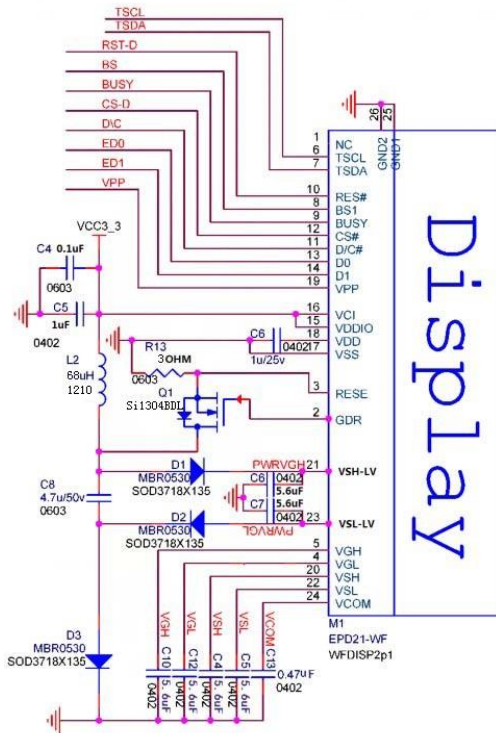 TSCL
TSDA
RST-D
BS
BUSY
CS-D
D\C
ED0
ED1
VPP
VCC3_3
C4 0.1uF
0603
C5
1uF
0402
L2
68uH
1210
R13
3OHM
0603
C6
0402
1u/25v
Q1
Si1304BDL
D1
MBR0530
SOD3718X135
PWRVGH
C6
0402
5.6uF
C7
5.6uF
0402
C8
4.7u/50v
0603
D2
MBR0530
SOD3718X135
PWRVGL
D3
MBR0530
SOD3718X135
VGH
VGL
VSH
VSL
VCOM
C10
5.6uF
0402
C12
5.6uF
0402
C4
5.6uF
0402
C5
5.6uF
0402
C13
0.47uF
0402
26
25
GND2
GND1
1 NC
6 TSCL
7 TSDA
10 RES#
8 BS1
9 BUSY
12 CS#
11 D/C#
13 D0
14 D1
19 VPP
16 VCI
15 VDDIO
18 VDD
17 VSS
3 RESE
2 GDR
21 VSH-LV
23 VSL-LV
5 VGH
4 VGL
20 VSH
22 VSL
24 VCOM
Display
M1
EPD21-WF
WFDISP2p1